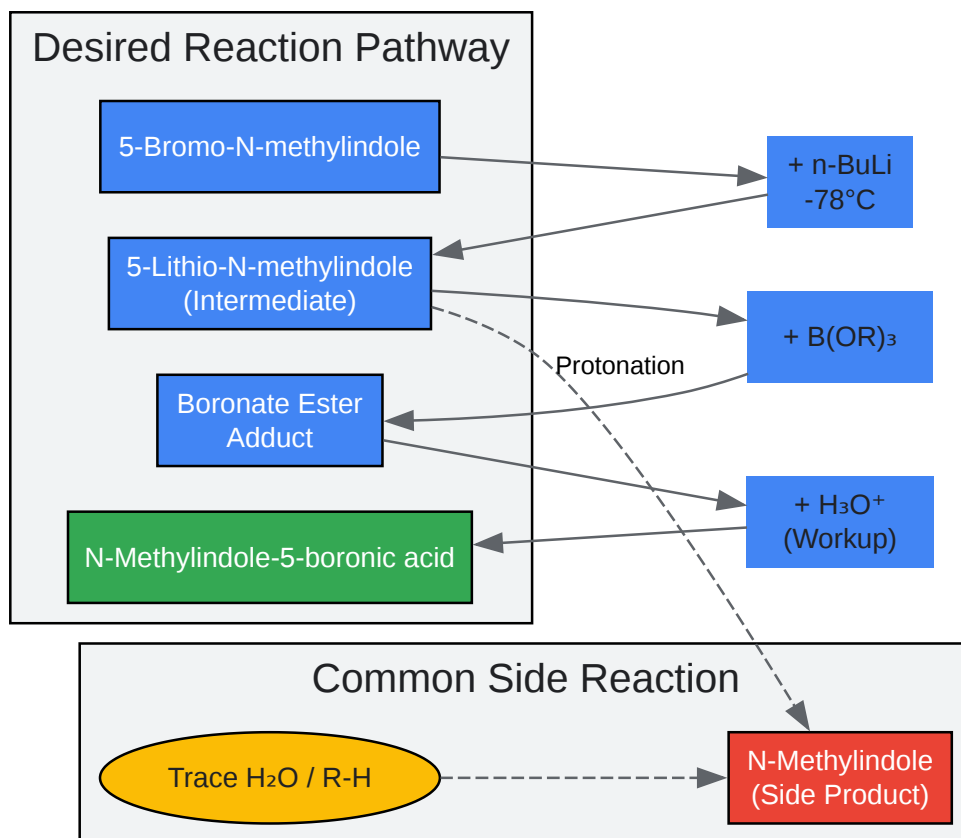 Desired Reaction Pathway
5-Bromo-N-methylindole
+ n-BuLi
-78°C
5-Lithio-N-methylindole
(Intermediate)
+ B(OR)₃
Protonation
Boronate Ester
Adduct
+ H₃O⁺
(Workup)
N-Methylindole-5-boronic acid
Common Side Reaction
Trace H₂O / R-H
N-Methylindole
(Side Product)